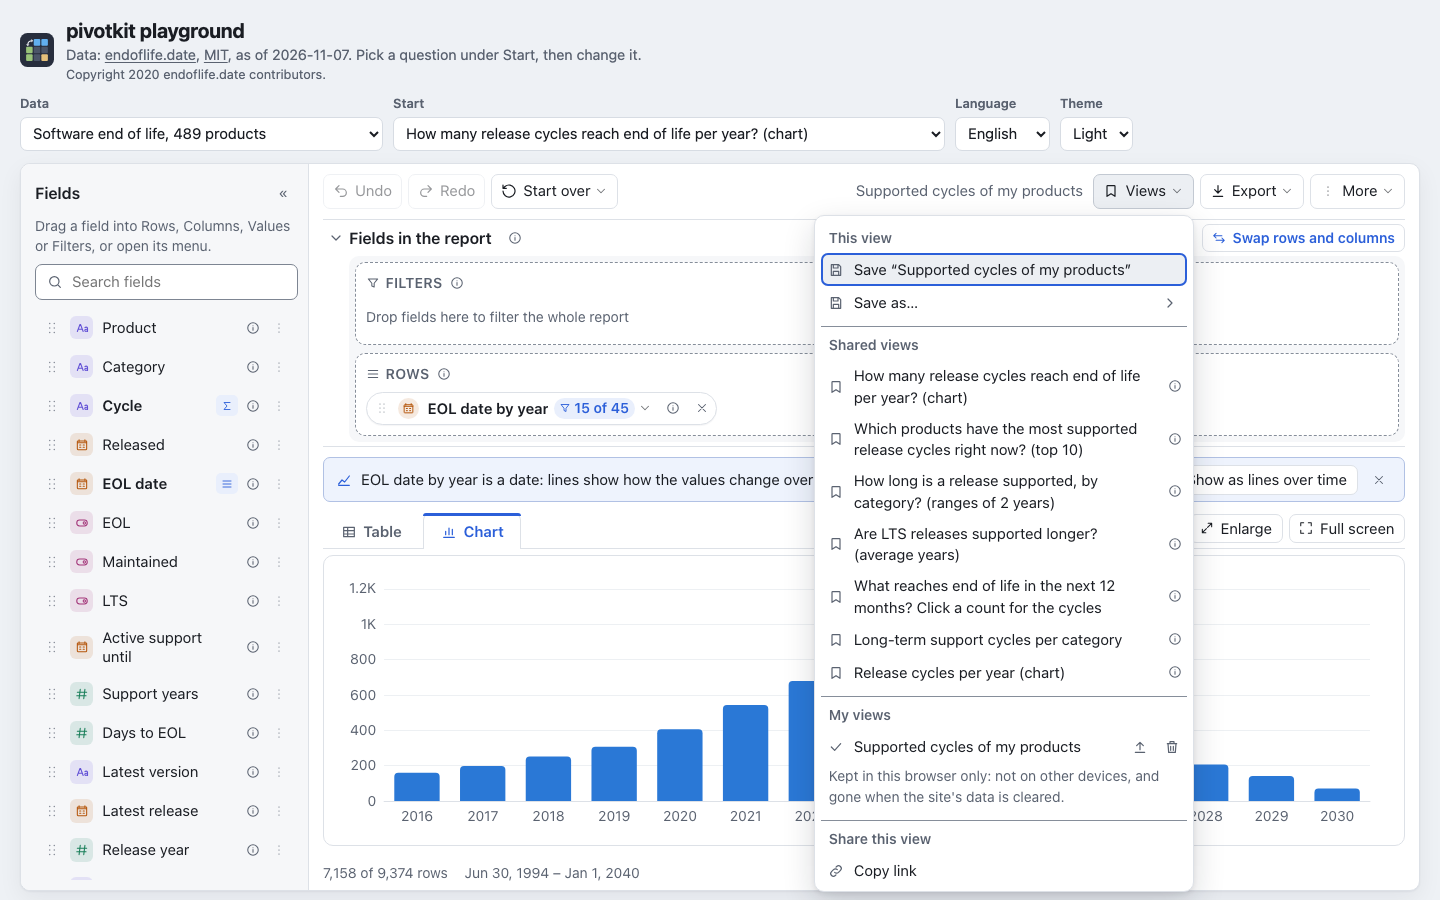 pivotkit playground
Data: endoflife.date, MIT, as of 2026-11-07. Pick a question under Start, then change it.
Copyright 2020 endoflife.date contributors.
Data
Start
Language
Theme
Software end of life, 489 products
How many release cycles reach end of life per year? (chart)
English
Light
Fields
«
Drag a field into Rows, Columns, Values
or Filters, or open its menu.
Search fields
Aa Product
Aa Category
Aa Cycle Σ
Released
EOL date
EOL
Maintained
LTS
Active support
until
Support years
Days to EOL
Aa Latest version
Latest release
Release year
Undo
Redo
Start over
Supported cycles of my products
Views
Export
More
Fields in the report
Swap rows and columns
FILTERS
Drop fields here to filter the whole report
ROWS
EOL date by year
15 of 45
EOL date by year is a date: lines show how the values change over
Show as lines over time
Table
Chart
Enlarge
Full screen
1.2K
1K
800
600
400
200
0
2016
2017
2018
2019
2020
2021
2029
2030
7,158 of 9,374 rows
Jun 30, 1994 – Jan 1, 2040
This view
Save “Supported cycles of my products”
Save as...
Shared views
How many release cycles reach end of life
per year? (chart)
Which products have the most supported
release cycles right now? (top 10)
How long is a release supported, by
category? (ranges of 2 years)
Are LTS releases supported longer?
(average years)
What reaches end of life in the next 12
months? Click a count for the cycles
Long-term support cycles per category
Release cycles per year (chart)
My views
Supported cycles of my products
Kept in this browser only: not on other devices, and
gone when the site's data is cleared.
Share this view
Copy link